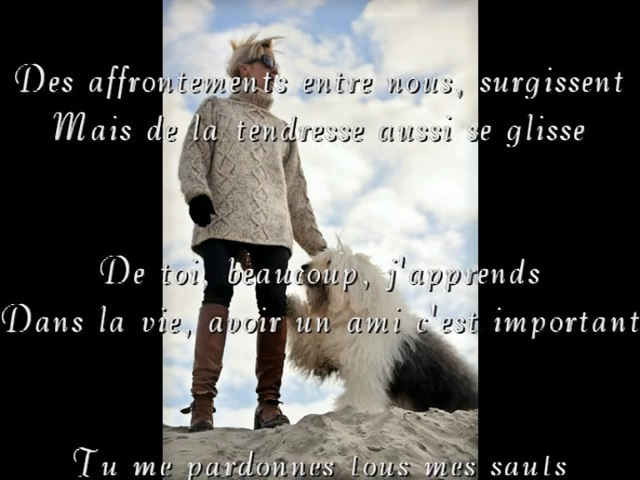 Des affrontements entre nous, surgissent
Mais de la tendresse aussi se glisse
De toi, beaucoup, j'apprends
Dans la vie, avoir un ami c'est important
Tu me pardonnes tous mes sauts